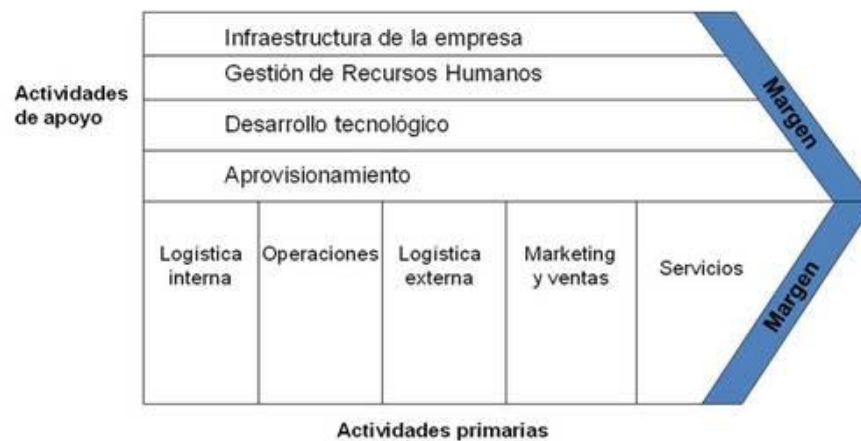 Infraestructura de la empresa
Gestión de Recursos Humanos
Actividades
de apoyo
Desarrollo tecnológico
Aprovisionamiento
Margen
Logística
interna
Operaciones
Logística
externa
Marketing
y ventas
Servicios
Margen
Actividades primarias